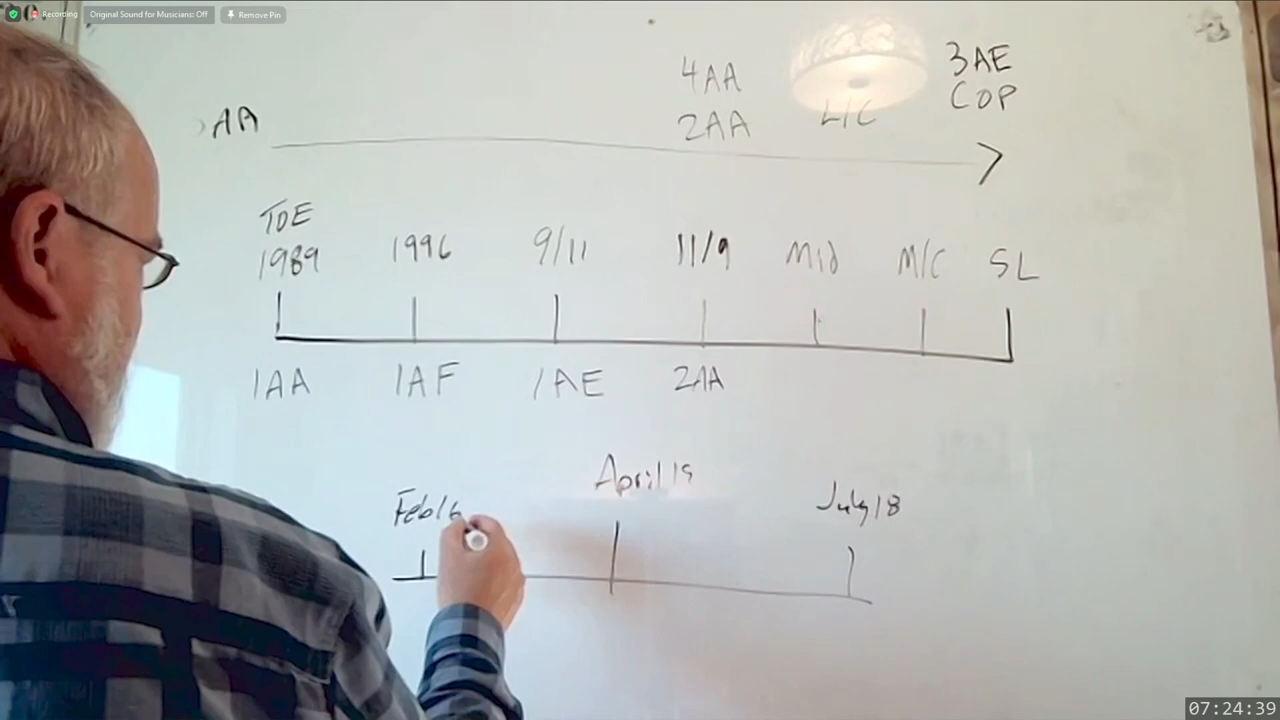 Recording Original Sound for Musicians: Off Remove Pin
4AA 3AE
AA 2AA L/C COP
TOE
1989 1996 9/11 11/9 Mid M/C SL
1AA 1AF 1AE 2AA
April 19
Feb 16 July 18
07:24:39